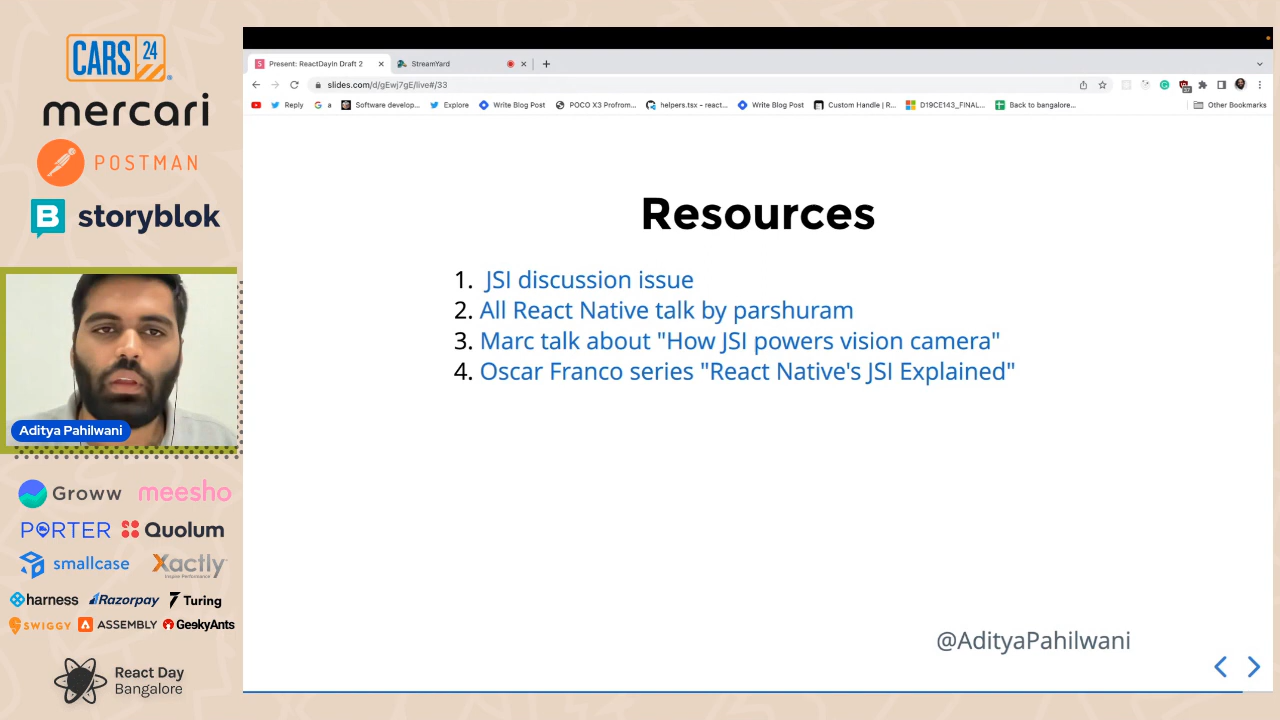 CARS 24
mercari
POSTMAN
B storyblok
Aditya Pahilwani
Groww meesho
PORTER Quolum
smallcase Xactly
Inspire Performance
harness Razorpay Turing
SWIGGY ASSEMBLY GeekyAnts
React Day
Bangalore
Present: ReactDayIn Draft 2 StreamYard
slides.com/d/gEwj7gE/live#/33
Reply G a Software develop... Explore Write Blog Post POCO X3 Profrom... helpers.tsx - react... Write Blog Post Custom Handle | R... D19CE143_FINAL... Back to bangalore... Other Bookmarks
Resources
1. JSI discussion issue
2. All React Native talk by parshuram
3. Marc talk about "How JSI powers vision camera"
4. Oscar Franco series "React Native's JSI Explained"
@AdityaPahilwani